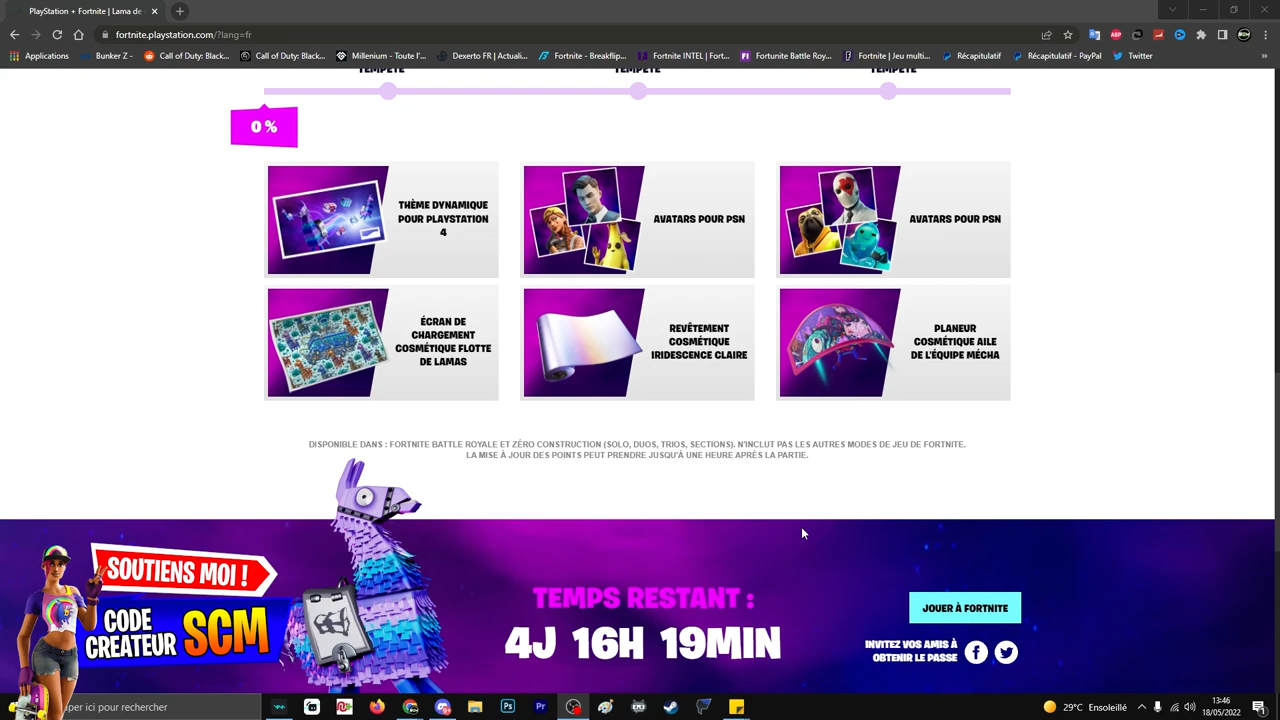 PlayStation + Fortnite | Lama de
fortnite.playstation.com/?lang=fr
Applications
Bunker Z -
Call of Duty: Black...
Call of Duty: Black...
Millenium - Toute l'...
Dexerto FR | Actuali...
Fortnite - Breakflip...
Fortnite INTEL | Fort...
Fortunite Battle Roy...
Fortnite | Jeu multi...
Récapitulatif
Récapitulatif - PayPal
Twitter
»
TEMPÊTE
TEMPÊTE
TEMPÊTE
0 %
THÈME DYNAMIQUE
POUR PLAYSTATION
4
AVATARS POUR PSN
AVATARS POUR PSN
ÉCRAN DE
CHARGEMENT
COSMÉTIQUE FLOTTE
DE LAMAS
REVÊTEMENT
COSMÉTIQUE
IRIDESCENCE CLAIRE
PLANEUR
COSMÉTIQUE AILE
DE L'ÉQUIPE MÉCHA
DISPONIBLE DANS : FORTNITE BATTLE ROYALE ET ZÉRO CONSTRUCTION (SOLO, DUOS, TRIOS, SECTIONS). N'INCLUT PAS LES AUTRES MODES DE JEU DE FORTNITE.
LA MISE À JOUR DES POINTS PEUT PRENDRE JUSQU'À UNE HEURE APRÈS LA PARTIE.
SOUTIENS MOI !
CODE
CREATEUR SCM
TEMPS RESTANT :
4J 16H 19MIN
JOUER À FORTNITE
INVITEZ VOS AMIS À
OBTENIR LE PASSE
aper ici pour rechercher
29°C Ensoleillé
13:46
18/05/2022